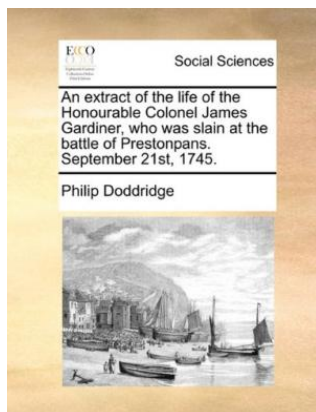 ECCO
Social Sciences
An extract of the life of the
Honourable Colonel James
Gardiner, who was slain at the
battle of Prestonpans.
September 21st, 1745.
Philip Doddridge